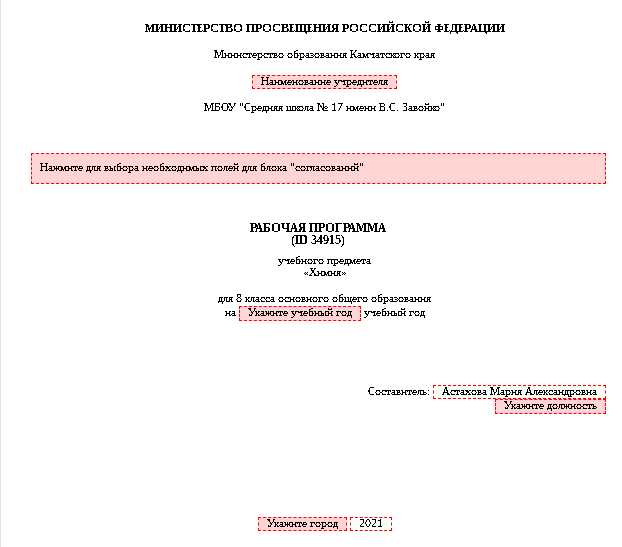 МИНИСТЕРСТВО ПРОСВЕЩЕНИЯ РОССИЙСКОЙ ФЕДЕРАЦИИ
Министерство образования Камчатского края
Наименование учредителя
МБОУ "Средняя школа № 17 имени В.С. Завойко"
Нажмите для выбора необходимых полей для блока "согласований"
РАБОЧАЯ ПРОГРАММА
(ID 34915)
учебного предмета
«Химия»
для 8 класса основного общего образования
на Укажите учебный год учебный год
Составитель: Астахова Мария Александровна
Укажите должность
Укажите город 2021